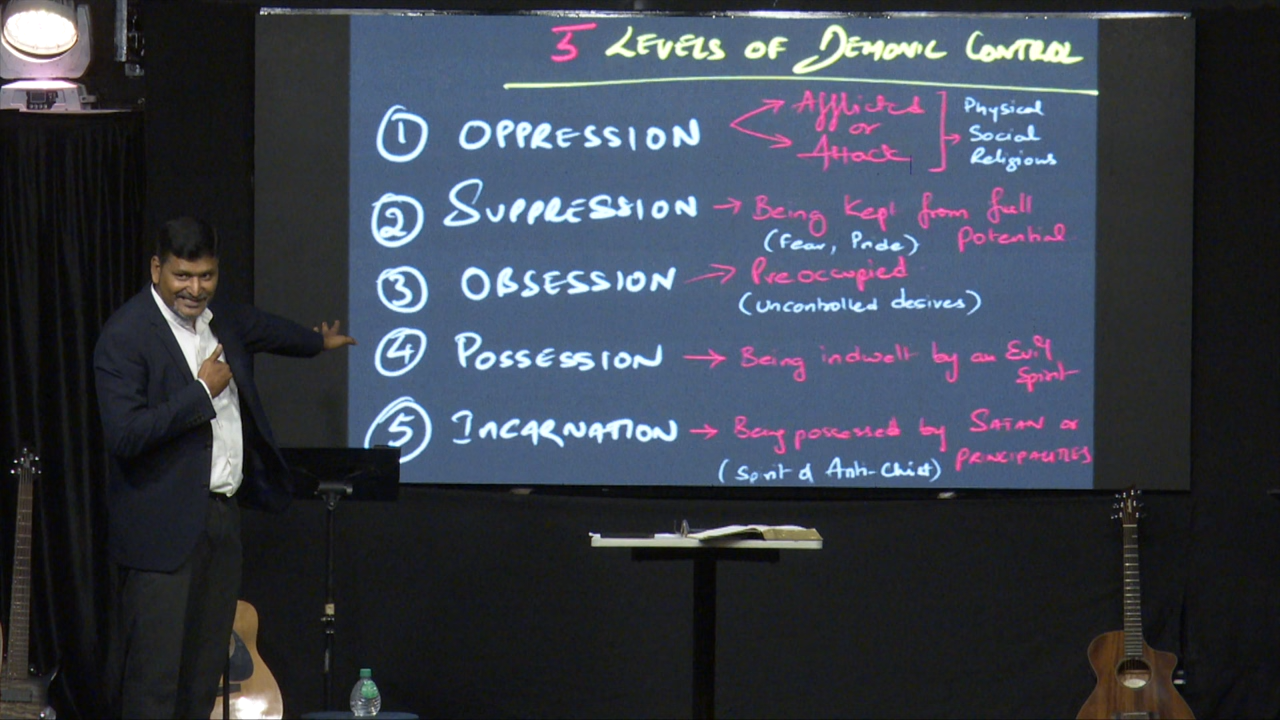 5 LEVELS OF DEMONIC CONTROL
1 OPPRESSION → Afflicted
or
→ Attack
→ Physical
Social
Religious
2 SUPPRESSION → Being Kept from full
Potential
(Fear, Pride)
3 OBSESSION → Preoccupied
(uncontrolled desires)
4 POSSESSION → Being indwelt by an Evil
Spirit
5 INCARNATION → Being possessed by SATAN or
PRINCIPALITIES
(Spirit of Anti-Christ)